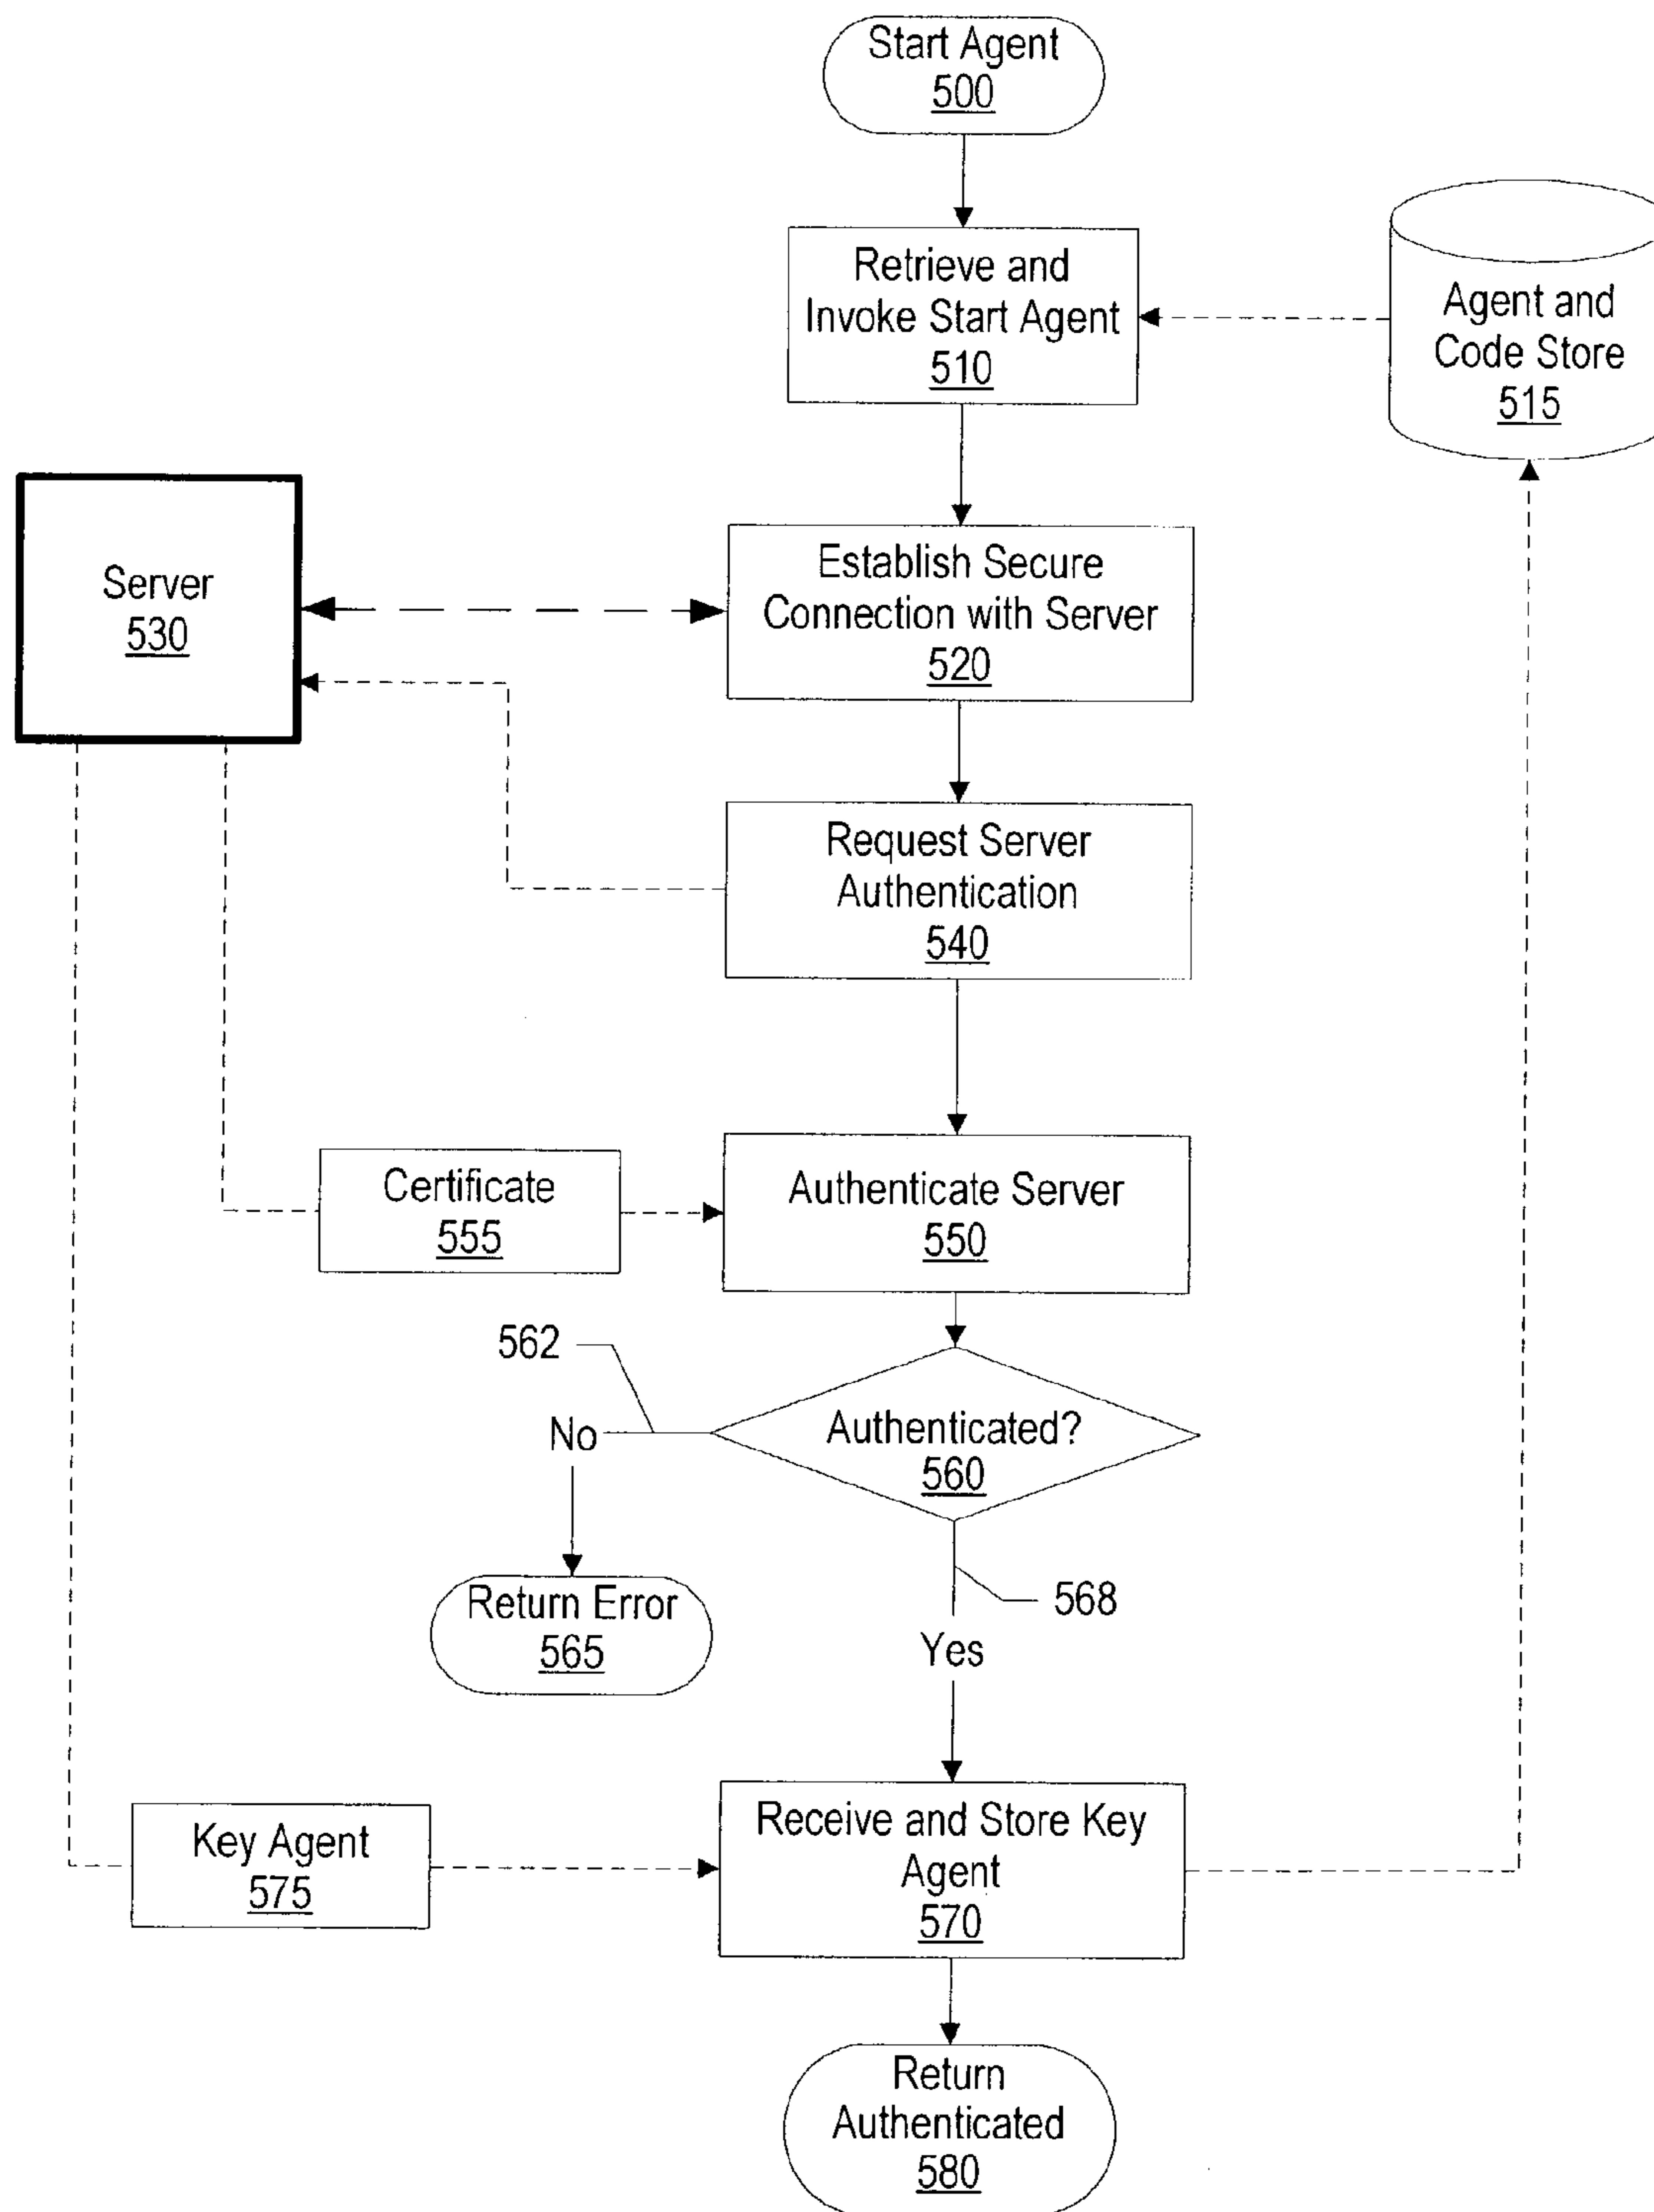 Start Agent
500
Retrieve and
Invoke Start Agent
510
Agent and
Code Store
515
Server
530
Establish Secure
Connection with Server
520
Request Server
Authentication
540
Certificate
555
Authenticate Server
550
562
No
Authenticated?
560
Return Error
565
568
Yes
Key Agent
575
Receive and Store Key
Agent
570
Return
Authenticated
580